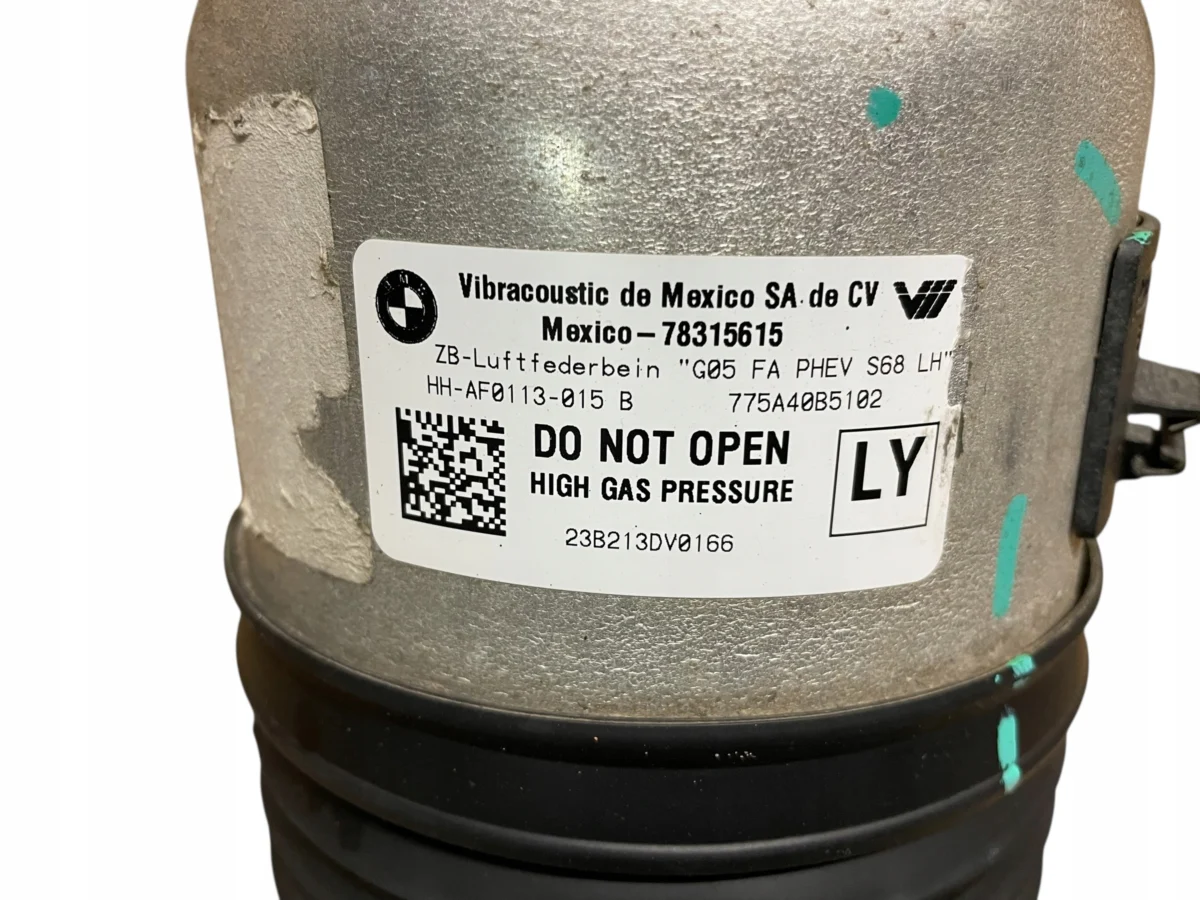 Vibracoustic de Mexico SA de CV
Mexico-78315615
ZB-Luftfederbein "G05 FA PHEV S68 LH"
HH-AF0113-015 B 775A40B5102
DO NOT OPEN
HIGH GAS PRESSURE
LY
23B213DV0166